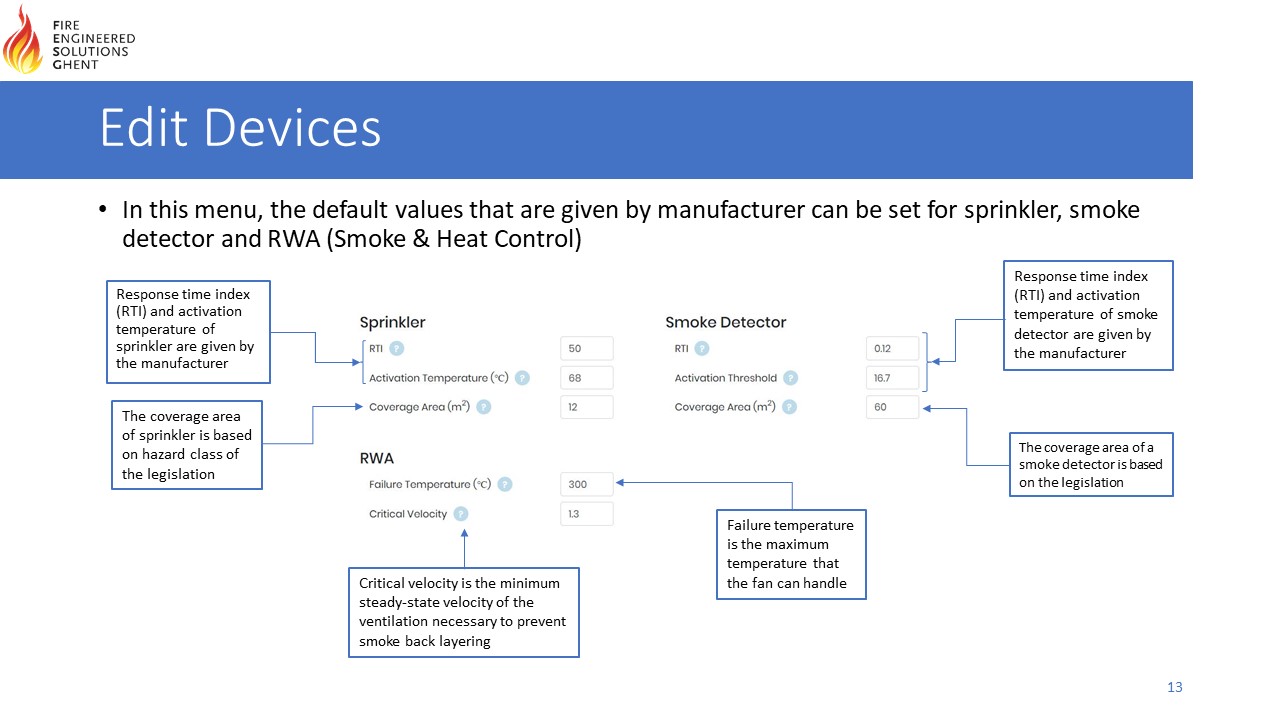 FIRE
ENGINEERED
SOLUTIONS
GHENT
Edit Devices
• In this menu, the default values that are given by manufacturer can be set for sprinkler, smoke
detector and RWA (Smoke & Heat Control)
Response time index
(RTI) and activation
temperature of
sprinkler are given by
the manufacturer
The coverage area
of sprinkler is based
on hazard class of
the legislation
Sprinkler
RTI ? 50
Activation Temperature (℃) ? 68
Coverage Area (m²) ? 12
Smoke Detector
RTI ? 0.12
Activation Threshold ? 16.7
Coverage Area (m²) ? 60
Response time index
(RTI) and activation
temperature of smoke
detector are given by
the manufacturer
The coverage area of a
smoke detector is based
on the legislation
RWA
Failure Temperature (℃) ? 300
Critical Velocity ? 1.3
Failure temperature
is the maximum
temperature that
the fan can handle
Critical velocity is the minimum
steady-state velocity of the
ventilation necessary to prevent
smoke back layering
13